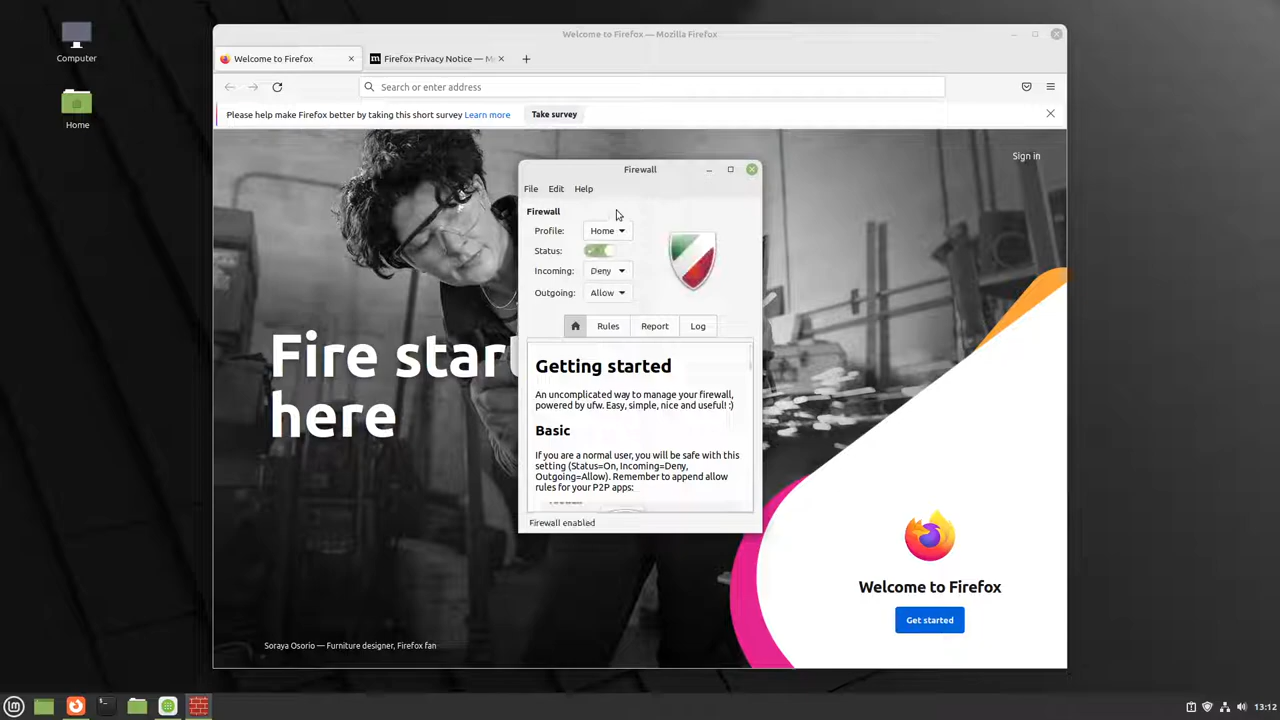 Computer
Home
Welcome to Firefox — Mozilla Firefox
Welcome to Firefox
Firefox Privacy Notice — M
Search or enter address
Please help make Firefox better by taking this short survey Learn more Take survey
Sign in
Fire start
here
Firewall
File Edit Help
Firewall
Profile: Home
Status:
Incoming: Deny
Outgoing: Allow
Rules Report Log
Getting started
An uncomplicated way to manage your firewall,
powered by ufw. Easy, simple, nice and useful! :)
Basic
If you are a normal user, you will be safe with this
setting (Status=On, Incoming=Deny,
Outgoing=Allow). Remember to append allow
rules for your P2P apps:
Firewall enabled
Welcome to Firefox
Get started
Soraya Osorio — Furniture designer, Firefox fan
13:12